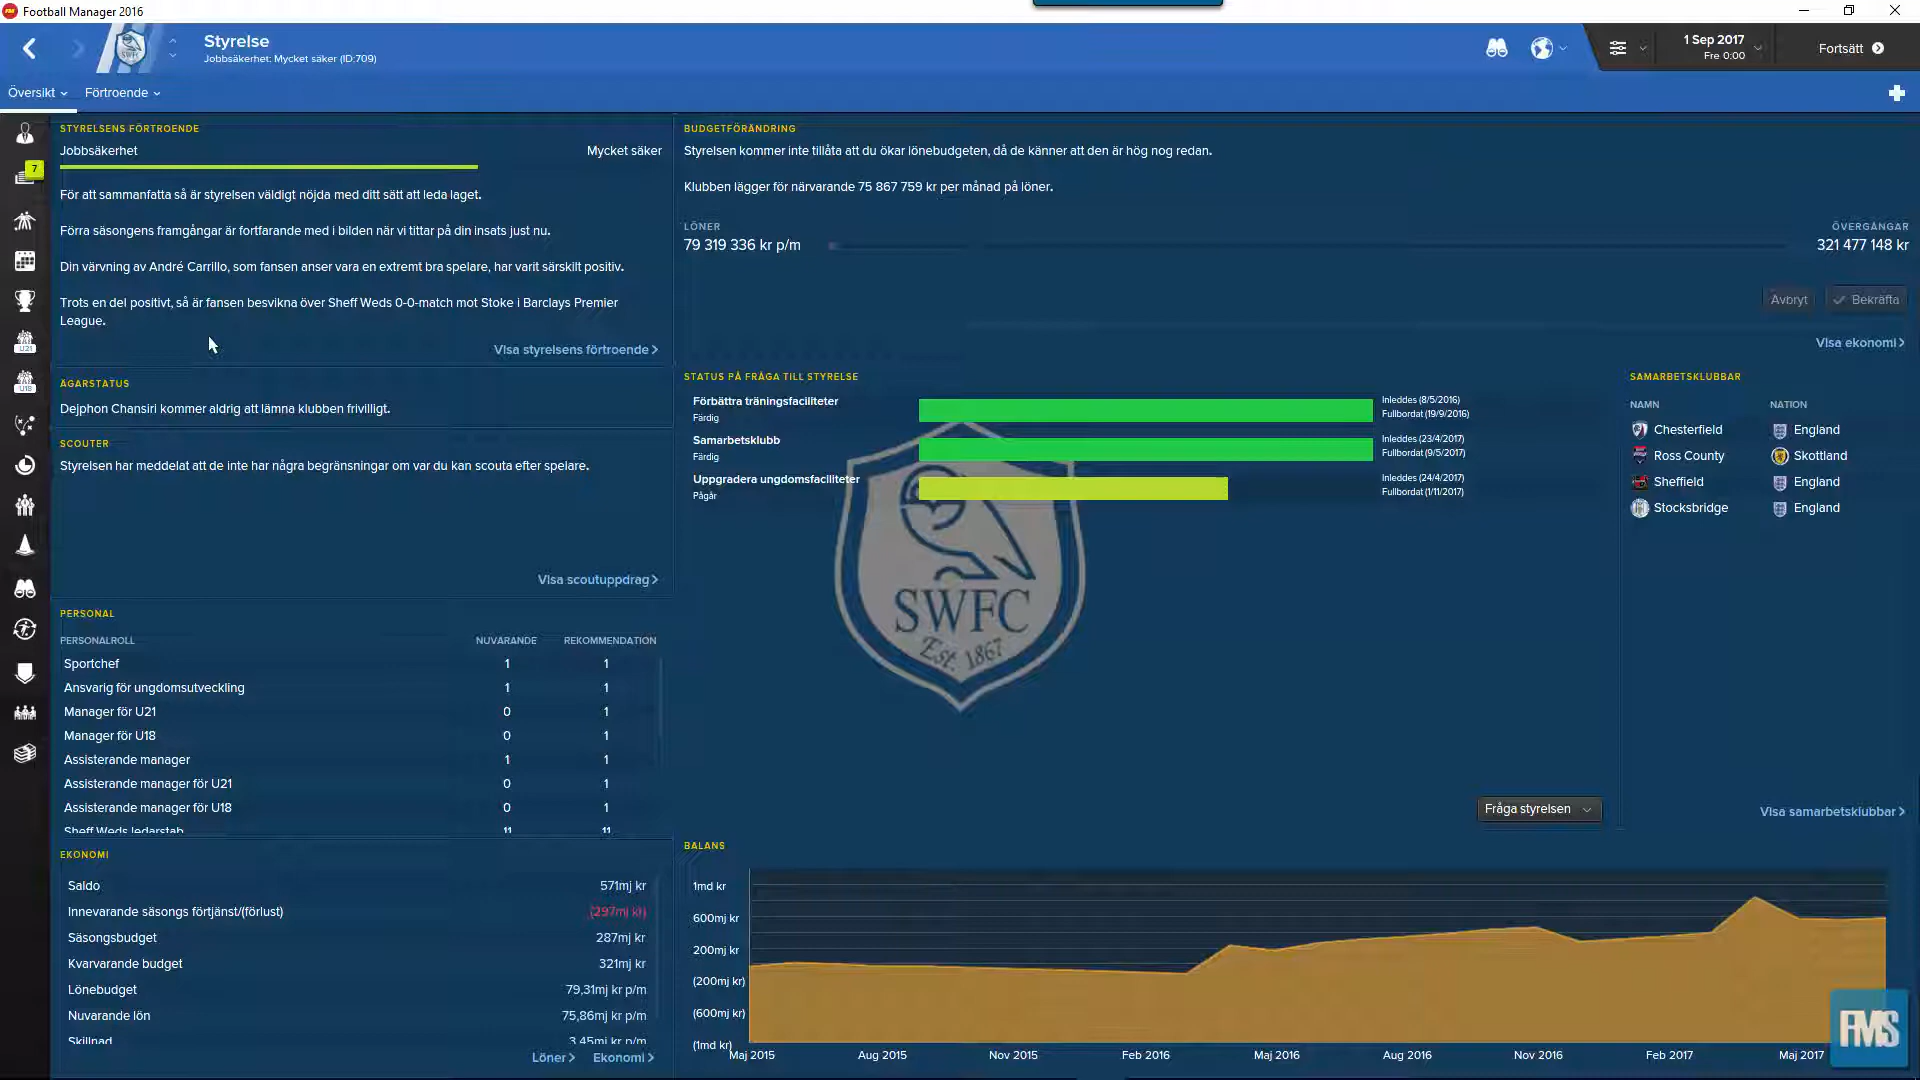 Football Manager 2016
Styrelse
Jobbsäkerhet: Mycket säker (ID:709)
1 Sep 2017
Fre 0:00
Fortsätt
Översikt
Förtroende
7
U21
U18
STYRELSENS FÖRTROENDE
Jobbsäkerhet
Mycket säker
För att sammanfatta så är styrelsen väldigt nöjda med ditt sätt att leda laget.
Förra säsongens framgångar är fortfarande med i bilden när vi tittar på din insats just nu.
Din värvning av André Carrillo, som fansen anser vara en extremt bra spelare, har varit särskilt positiv.
Trots en del positivt, så är fansen besvikna över Sheff Weds 0-0-match mot Stoke i Barclays Premier
League.
Visa styrelsens förtroende
ÄGARSTATUS
Dejphon Chansiri kommer aldrig att lämna klubben frivilligt.
SCOUTER
Styrelsen har meddelat att de inte har några begränsningar om var du kan scouta efter spelare.
Visa scoutuppdrag
PERSONAL
PERSONALROLL NUVARANDE REKOMMENDATION
Sportchef 1 1
Ansvarig för ungdomsutveckling 1 1
Manager för U21 0 1
Manager för U18 0 1
Assisterande manager 1 1
Assisterande manager för U21 0 1
Assisterande manager för U18 0 1
Sheff Weds ledarstab 11 11
EKONOMI
Saldo 571mj kr
Innevarande säsongs förtjänst/(förlust) (297mj kr)
Säsongsbudget 287mj kr
Kvarvarande budget 321mj kr
Lönebudget 79,31mj kr p/m
Nuvarande lön 75,86mj kr p/m
Skillnad 3,45mj kr p/m
Löner
Ekonomi
BUDGETFÖRÄNDRING
Styrelsen kommer inte tillåta att du ökar lönebudgeten, då de känner att den är hög nog redan.
Klubben lägger för närvarande 75 867 759 kr per månad på löner.
LÖNER
79 319 336 kr p/m
ÖVERGÅNGAR
321 477 148 kr
Avbryt
Bekräfta
Visa ekonomi
STATUS PÅ FRÅGA TILL STYRELSE
Förbättra träningsfaciliteter
Färdig
Inleddes (8/5/2016)
Fullbordat (19/9/2016)
Samarbetsklubb
Färdig
Inleddes (23/4/2017)
Fullbordat (9/5/2017)
Uppgradera ungdomsfaciliteter
Pågår
Inleddes (24/4/2017)
Fullbordat (1/11/2017)
SWFC
Est. 1867
Fråga styrelsen
SAMARBETSKLUBBAR
NAMN NATION
Chesterfield England
Ross County Skottland
Sheffield England
Stocksbridge England
Visa samarbetsklubbar
BALANS
1md kr
600mj kr
200mj kr
(200mj kr)
(600mj kr)
(1md kr)
Maj 2015 Aug 2015 Nov 2015 Feb 2016 Maj 2016 Aug 2016 Nov 2016 Feb 2017 Maj 2017
FMS